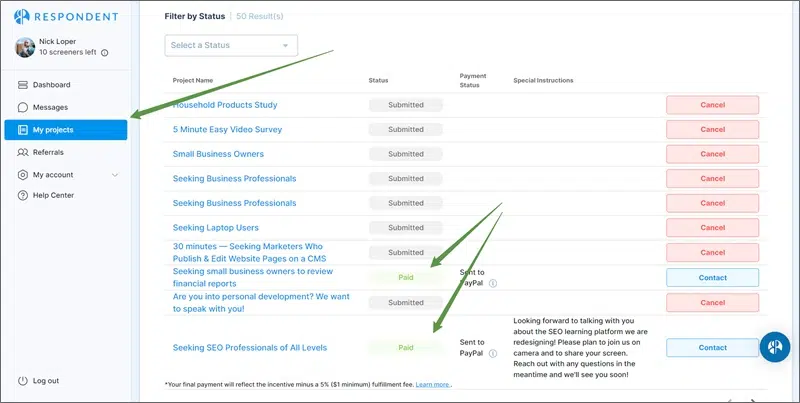 RESPONDENT
Nick Loper
10 screeners left
Dashboard
Messages
My projects
Referrals
My account
Help Center
Log out
Filter by Status | 50 Result(s)
Select a Status
Project Name Status Payment Status Special Instructions
Household Products Study Submitted Cancel
5 Minute Easy Video Survey Submitted Cancel
Small Business Owners Submitted Cancel
Seeking Business Professionals Submitted Cancel
Seeking Business Professionals Submitted Cancel
Seeking Laptop Users Submitted Cancel
30 minutes — Seeking Marketers Who
Publish & Edit Website Pages on a CMS Submitted Cancel
Seeking small business owners to review
financial reports Paid Sent to PayPal Contact
Are you into personal development? We want
to speak with you! Submitted Cancel
Seeking SEO Professionals of All Levels Paid Sent to PayPal
Looking forward to talking with you
about the SEO learning platform we are
redesigning! Please plan to join us on
camera and to share your screen.
Reach out with any questions in the
meantime and we'll see you soon!
Contact
*Your final payment will reflect the incentive minus a 5% ($1 minimum) fulfillment fee. Learn more .